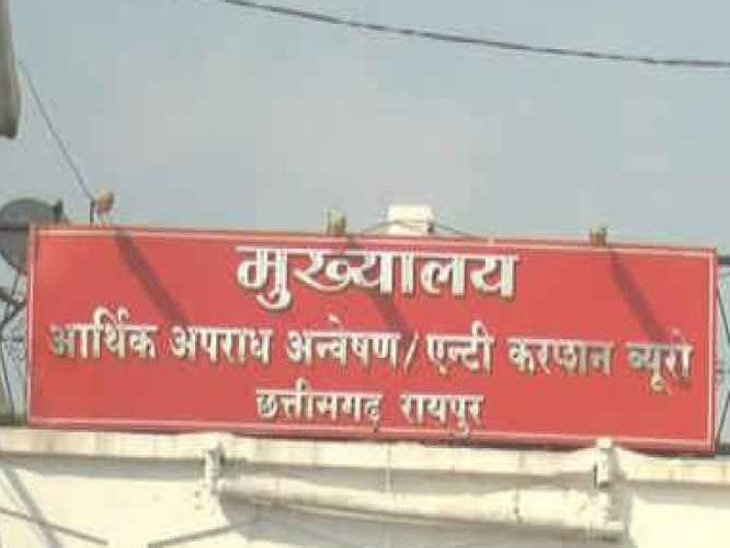 मुख्यालय
आर्थिक अपराध अन्वेषण/एन्टी करप्शन ब्यूरो
छत्तीसगढ़ रायपुर